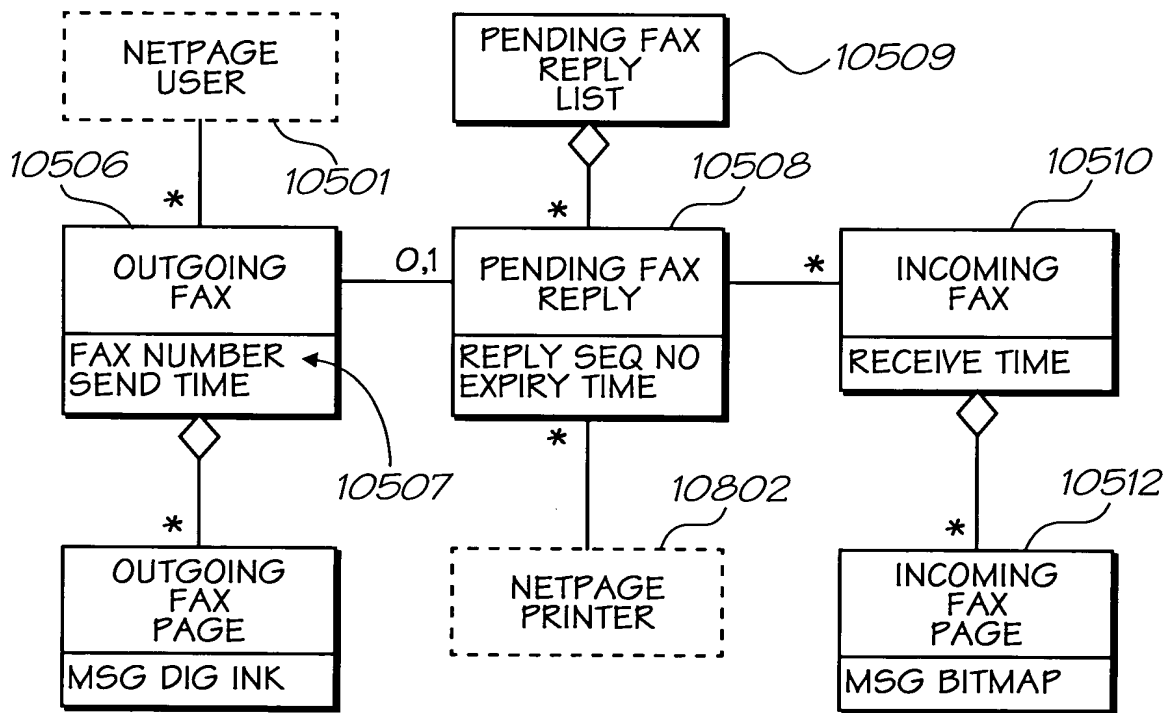 NETPAGE
USER
10501
PENDING FAX
REPLY
LIST
10509
10506
*
OUTGOING
FAX
FAX NUMBER
SEND TIME
10507
0,1
*
10508
PENDING FAX
REPLY
REPLY SEQ NO
EXPIRY TIME
*
*
10510
INCOMING
FAX
RECEIVE TIME
*
OUTGOING
FAX
PAGE
MSG DIG INK
10802
NETPAGE
PRINTER
*
10512
INCOMING
FAX
PAGE
MSG BITMAP